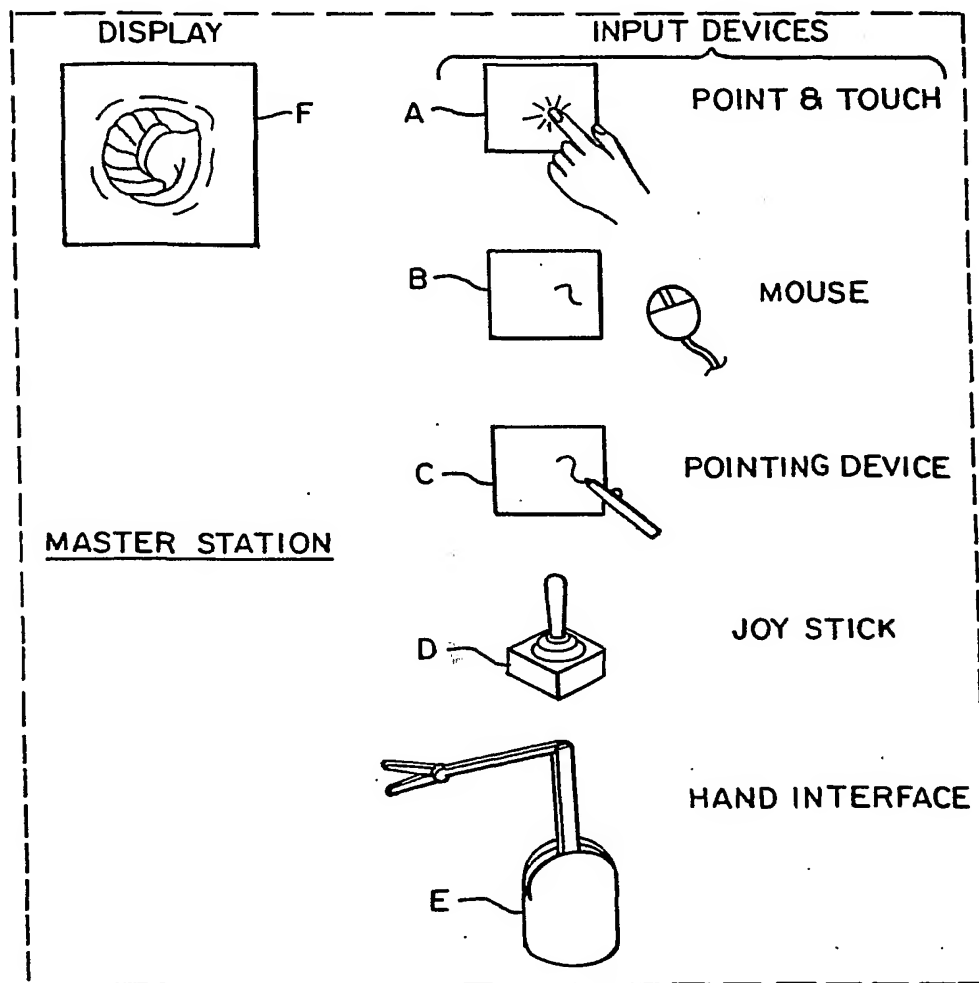 DISPLAY
INPUT DEVICES
F
A
POINT & TOUCH
B
MOUSE
C
POINTING DEVICE
MASTER STATION
D
JOY STICK
HAND INTERFACE
E